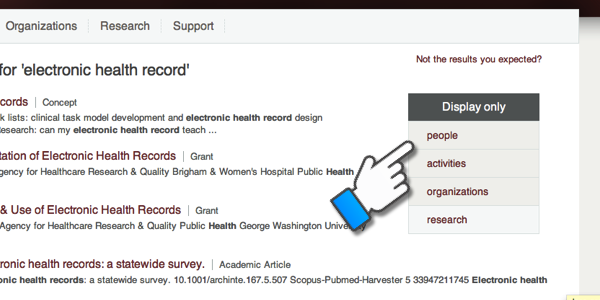 Organizations Research Support
Not the results you expected?
for 'electronic health record'
cords Concept
k lists: clinical task model development and electronic health record design
Research: can my electronic health record teach ...
tation of Electronic Health Records Grant
gency for Healthcare Research & Quality Brigham & Women's Hospital Public Health
& Use of Electronic Health Records Grant
Agency for Healthcare Research & Quality Public Health George Washington University
ronic health records: a statewide survey. Academic Article
onic health records: a statewide survey. 10.1001/archinte.167.5.507 Scopus-Pubmed-Harvester 5 33947211745 Electronic health
Display only
people
activities
organizations
research